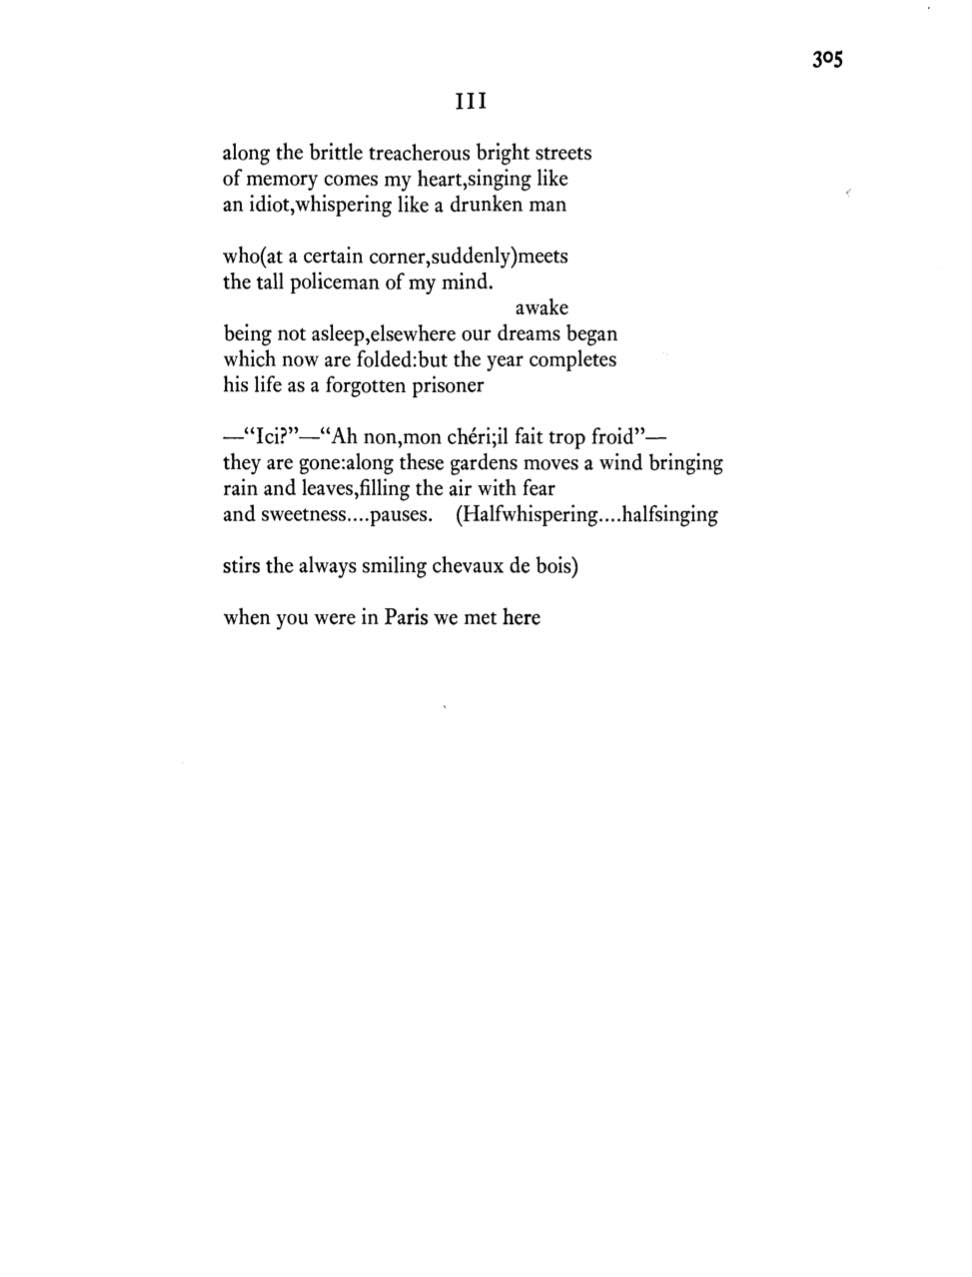 305
III
along the brittle treacherous bright streets
of memory comes my heart,singing like
an idiot,whispering like a drunken man
who(at a certain corner,suddenly)meets
the tall policeman of my mind.
awake
being not asleep,elsewhere our dreams began
which now are folded:but the year completes
his life as a forgotten prisoner
—“Ici?”—“Ah non,mon chéri;il fait trop froid”—
they are gone:along these gardens moves a wind bringing
rain and leaves,filling the air with fear
and sweetness....pauses. (Halfwhispering....halfsinging
stirs the always smiling chevaux de bois)
when you were in Paris we met here